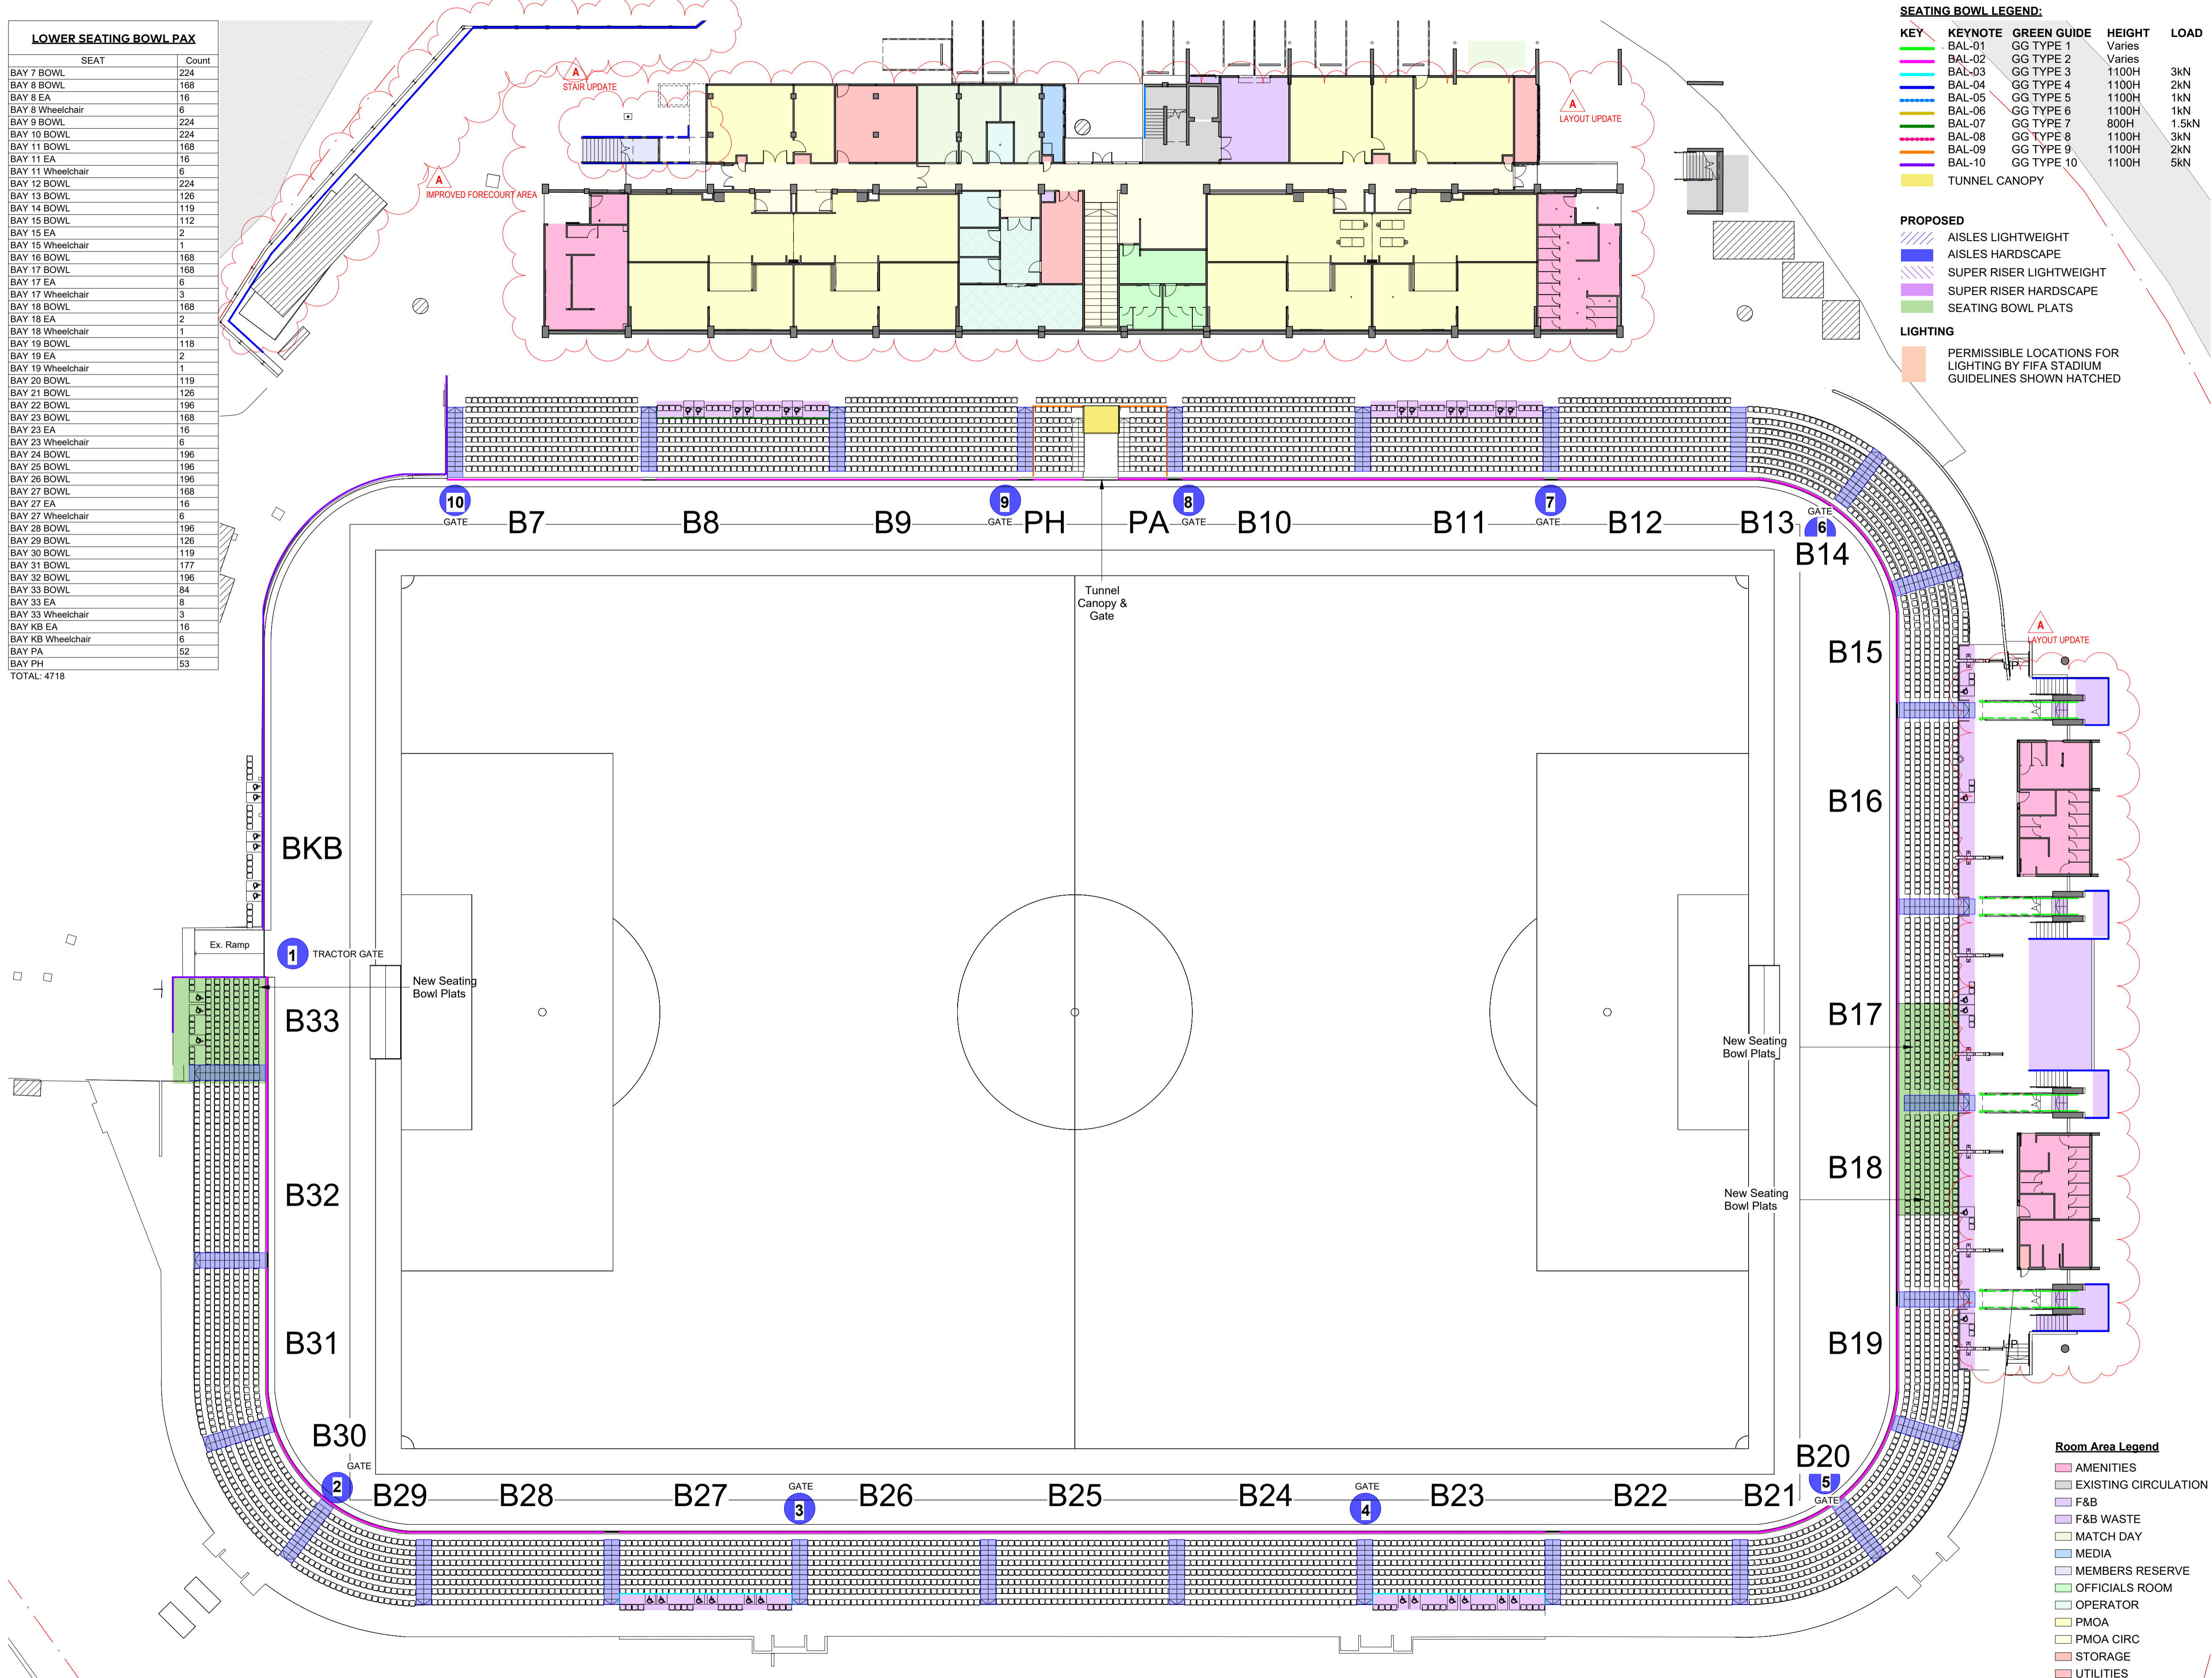 LOWER SEATING BOWL PAX
SEAT Count
BAY 7 BOWL 224
BAY 8 BOWL 168
BAY 8 EA 16
BAY 8 Wheelchair 6
BAY 9 BOWL 224
BAY 10 BOWL 224
BAY 11 BOWL 168
BAY 11 EA 16
BAY 11 Wheelchair 6
BAY 12 BOWL 224
BAY 13 BOWL 126
BAY 14 BOWL 119
BAY 15 BOWL 112
BAY 15 EA 2
BAY 15 Wheelchair 1
BAY 16 BOWL 168
BAY 17 BOWL 168
BAY 17 EA 6
BAY 17 Wheelchair 3
BAY 18 BOWL 168
BAY 18 EA 2
BAY 18 Wheelchair 1
BAY 19 BOWL 118
BAY 19 EA 2
BAY 19 Wheelchair 1
BAY 20 BOWL 119
BAY 21 BOWL 126
BAY 22 BOWL 196
BAY 23 BOWL 168
BAY 23 EA 16
BAY 23 Wheelchair 6
BAY 24 BOWL 196
BAY 25 BOWL 196
BAY 26 BOWL 196
BAY 27 BOWL 168
BAY 27 EA 16
BAY 27 Wheelchair 6
BAY 28 BOWL 196
BAY 29 BOWL 126
BAY 30 BOWL 119
BAY 31 BOWL 177
BAY 32 BOWL 196
BAY 33 BOWL 84
BAY 33 EA 8
BAY 33 Wheelchair 3
BAY KB EA 16
BAY KB Wheelchair 6
BAY PA 52
BAY PH 53
TOTAL: 4718
A
STAIR UPDATE
A
IMPROVED FORECOURT AREA
A
LAYOUT UPDATE
SEATING BOWL LEGEND:
KEY KEYNOTE GREEN GUIDE HEIGHT LOAD
BAL-01 GG TYPE 1 Varies
BAL-02 GG TYPE 2 Varies
BAL-03 GG TYPE 3 1100H 3kN
BAL-04 GG TYPE 4 1100H 2kN
BAL-05 GG TYPE 5 1100H 1kN
BAL-06 GG TYPE 6 1100H 1kN
BAL-07 GG TYPE 7 800H 1.5kN
BAL-08 GG TYPE 8 1100H 3kN
BAL-09 GG TYPE 9 1100H 2kN
BAL-10 GG TYPE 10 1100H 5kN
TUNNEL CANOPY
PROPOSED
AISLES LIGHTWEIGHT
AISLES HARDSCAPE
SUPER RISER LIGHTWEIGHT
SUPER RISER HARDSCAPE
SEATING BOWL PLATS
LIGHTING
PERMISSIBLE LOCATIONS FOR
LIGHTING BY FIFA STADIUM
GUIDELINES SHOWN HATCHED
10
GATE
B7
B8
B9
9
GATE
PH
PA
8
GATE
B10
B11
7
GATE
B12
B13
GATE
6
B14
Tunnel
Canopy &
Gate
B15
A
LAYOUT UPDATE
B16
BKB
Ex. Ramp
1
TRACTOR GATE
New Seating
Bowl Plats
B33
B17
New Seating
Bowl Plats
B18
New Seating
Bowl Plats
B32
B31
B19
UP
B30
GATE
2
B29
B28
B27
GATE
3
B26
B25
B24
GATE
4
B23
B22
B21
B20
5
GATE
Room Area Legend
AMENITIES
EXISTING CIRCULATION
F&B
F&B WASTE
MATCH DAY
MEDIA
MEMBERS RESERVE
OFFICIALS ROOM
OPERATOR
PMOA
PMOA CIRC
STORAGE
UTILITIES